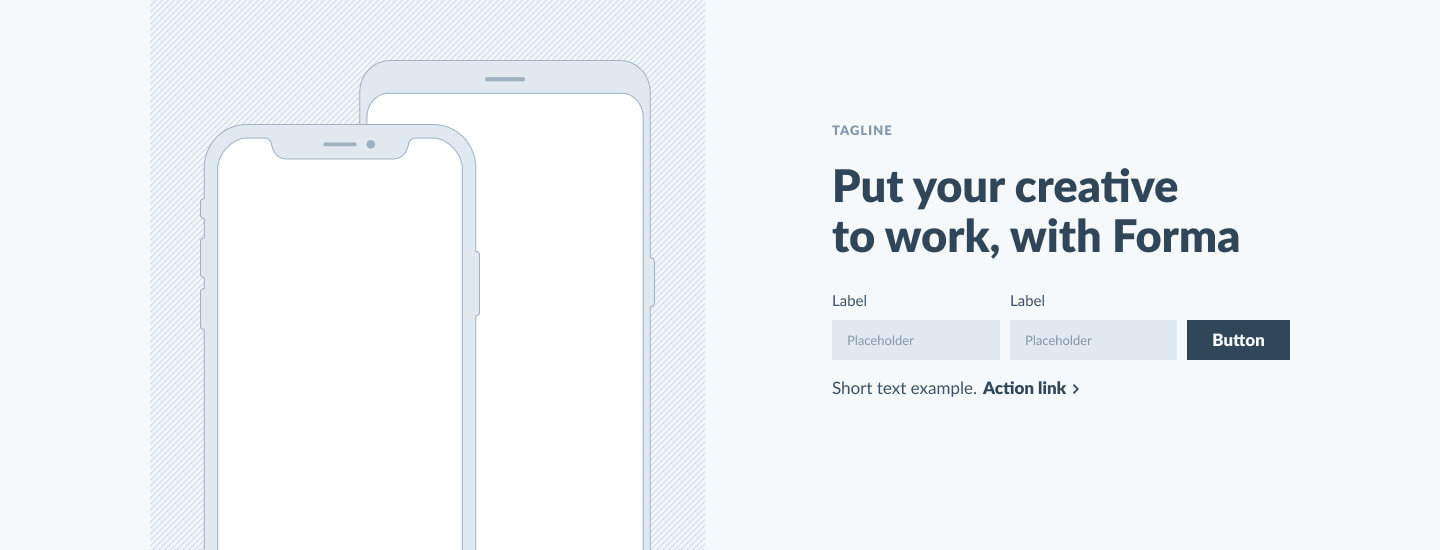 TAGLINE
Put your creative
to work, with Forma
Label Label
Placeholder Placeholder Button
Short text example. Action link